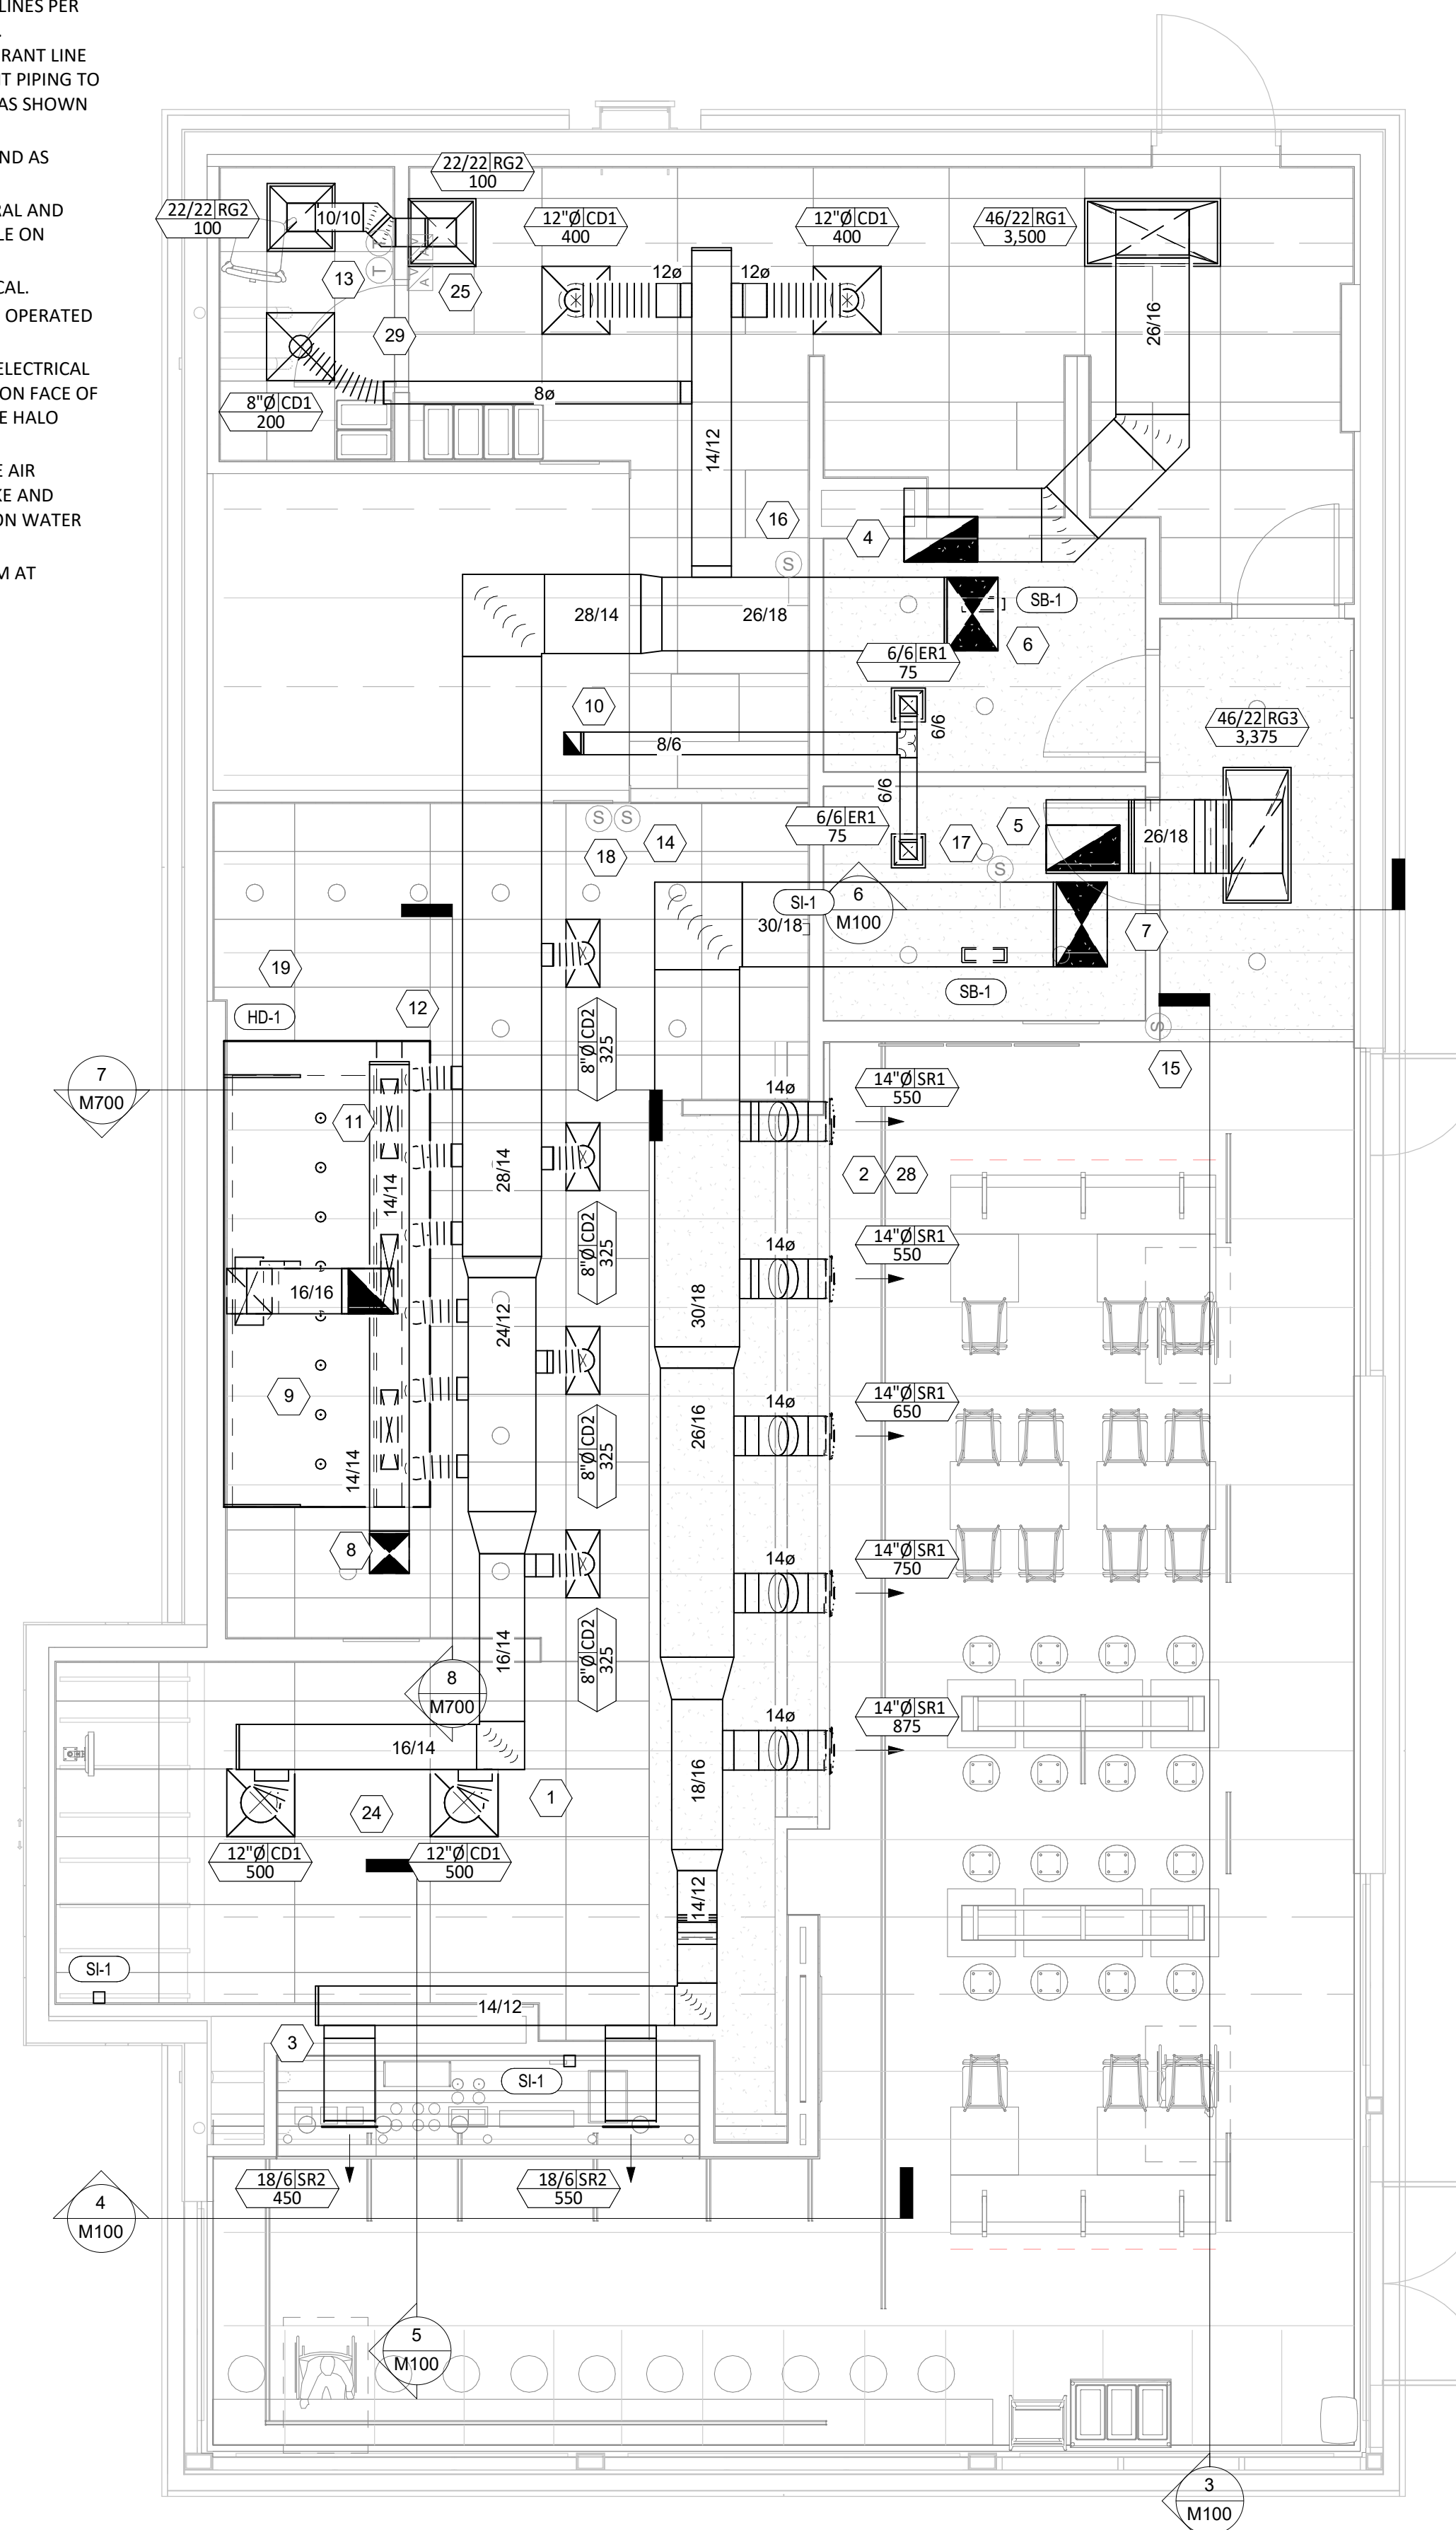 LINES PER
RANT LINE
T PIPING TO
AS SHOWN
ND AS
RAL AND
LE ON
CAL.
OPERATED
ELECTRICAL
ON FACE OF
E HALO
E AIR
KE AND
ON WATER
M AT
22/22 RG2
100
22/22 RG2
100
10/10
12"Ø CD1
400
12"Ø CD1
400
46/22 RG1
3,500
T
T
V
A
V
A
13
25
12ø
12ø
26/16
29
8"Ø CD1
200
8ø
14/12
16
4
S
28/14
26/18
SB-1
6
6/6 ER1
75
10
8/6
6/6
6/6
46/22 RG3
3,375
6/6 ER1
75
S
S
18
14
17
5
26/18
S
SI-1
30/18
6
M100
7
19
HD-1
12
SB-1
S
15
7
M700
8"Ø CD2
325
14ø
14"Ø SR1
550
11
14/14
28/14
2
28
8"Ø CD2
325
14ø
14"Ø SR1
550
16/16
24/12
30/18
9
14ø
14"Ø SR1
650
26/16
8"Ø CD2
325
14/14
8
14ø
14"Ø SR1
750
16/14
8"Ø CD2
325
8
M700
14ø
14"Ø SR1
875
16/14
18/16
1
24
12"Ø CD1
500
12"Ø CD1
500
14/12
SI-1
14/12
3
SI-1
18/6 SR2
450
18/6 SR2
550
4
M100
5
M100
3
M100